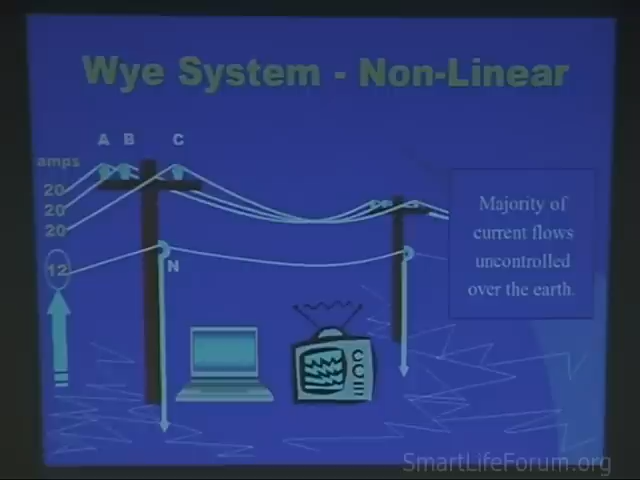 Wye System - Non-Linear
A B C
amps
20
20
20
12
N
Majority of
current flows
uncontrolled
over the earth.
SmartLifeForum.org